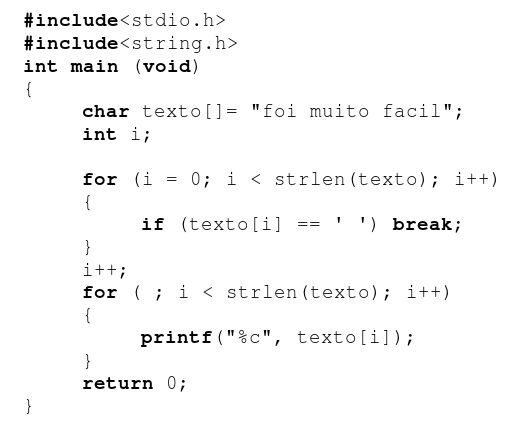 #include<stdio.h>
#include<string.h>
int main (void)
{
char texto[]= "foi muito facil";
int i;
for (i = 0; i < strlen(texto); i++)
{
if (texto[i] == ' ') break;
}
i++;
for ( ; i < strlen(texto); i++)
{
printf("%c", texto[i]);
}
return 0;
}